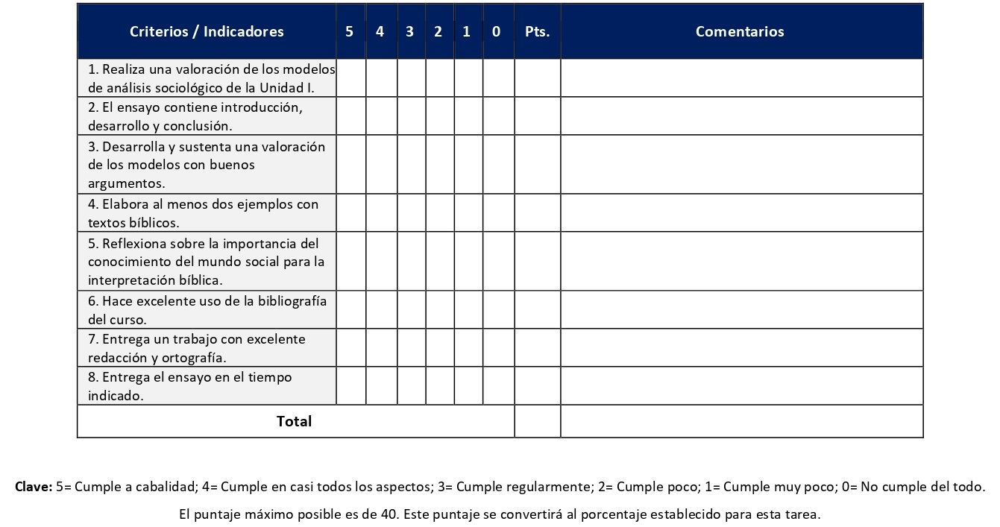 Criterios / Indicadores 5 4 3 2 1 0 Pts. Comentarios
1. Realiza una valoración de los modelos
de análisis sociológico de la Unidad I.
2. El ensayo contiene introducción,
desarrollo y conclusión.
3. Desarrolla y sustenta una valoración
de los modelos con buenos
argumentos.
4. Elabora al menos dos ejemplos con
textos bíblicos.
5. Reflexiona sobre la importancia del
conocimiento del mundo social para la
interpretación bíblica.
6. Hace excelente uso de la bibliografía
del curso.
7. Entrega un trabajo con excelente
redacción y ortografía.
8. Entrega el ensayo en el tiempo
indicado.
Total
Clave: 5= Cumple a cabalidad; 4= Cumple en casi todos los aspectos; 3= Cumple regularmente; 2= Cumple poco; 1= Cumple muy poco; 0= No cumple del todo.
El puntaje máximo posible es de 40. Este puntaje se convertirá al porcentaje establecido para esta tarea.